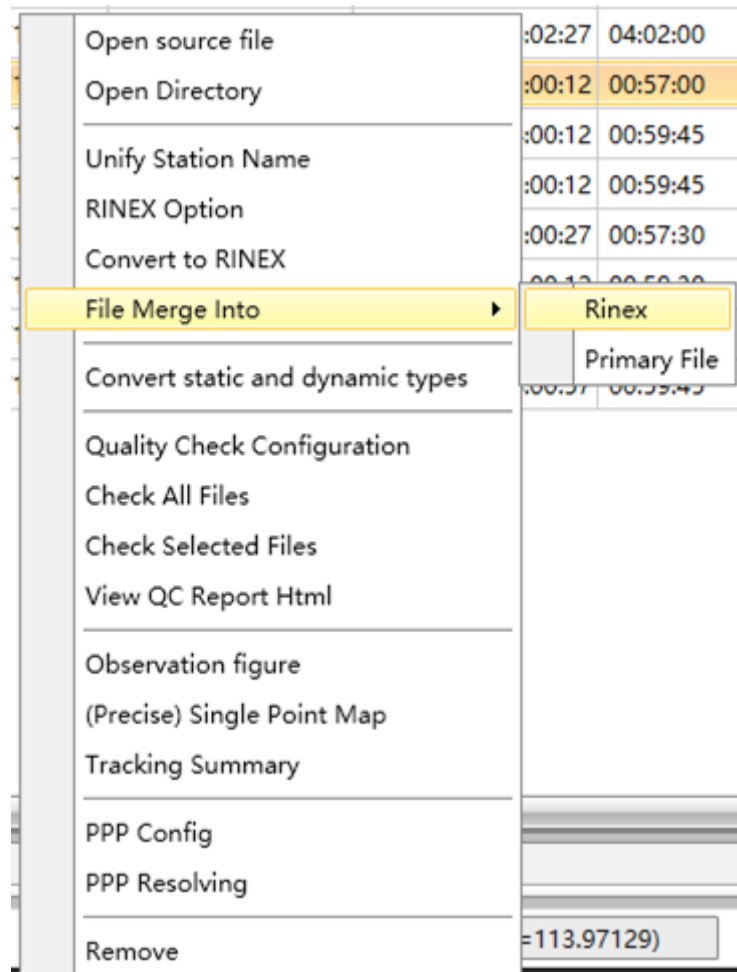 Open source file
:02:27 04:02:00
Open Directory
:00:12 00:57:00
:00:12 00:59:45
Unify Station Name
:00:12 00:59:45
RINEX Option
:00:27 00:57:30
Convert to RINEX
File Merge Into
Rinex
Primary File
Convert static and dynamic types
Quality Check Configuration
Check All Files
Check Selected Files
View QC Report Html
Observation figure
(Precise) Single Point Map
Tracking Summary
PPP Config
PPP Resolving
Remove
=113.97129)